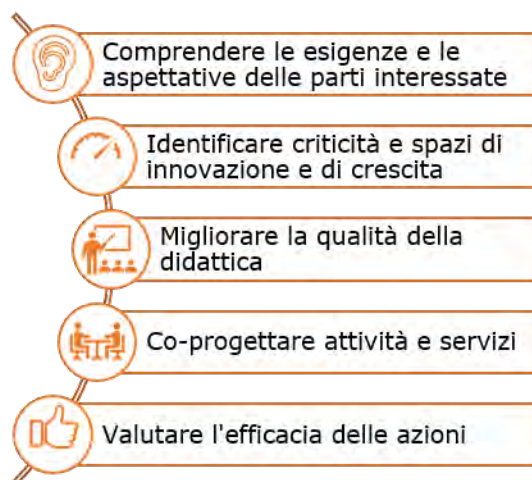 Comprendere le esigenze e le
aspettative delle parti interessate
Identificare criticità e spazi di
innovazione e di crescita
Migliorare la qualità della
didattica
Co-progettare attività e servizi
Valutare l'efficacia delle azioni